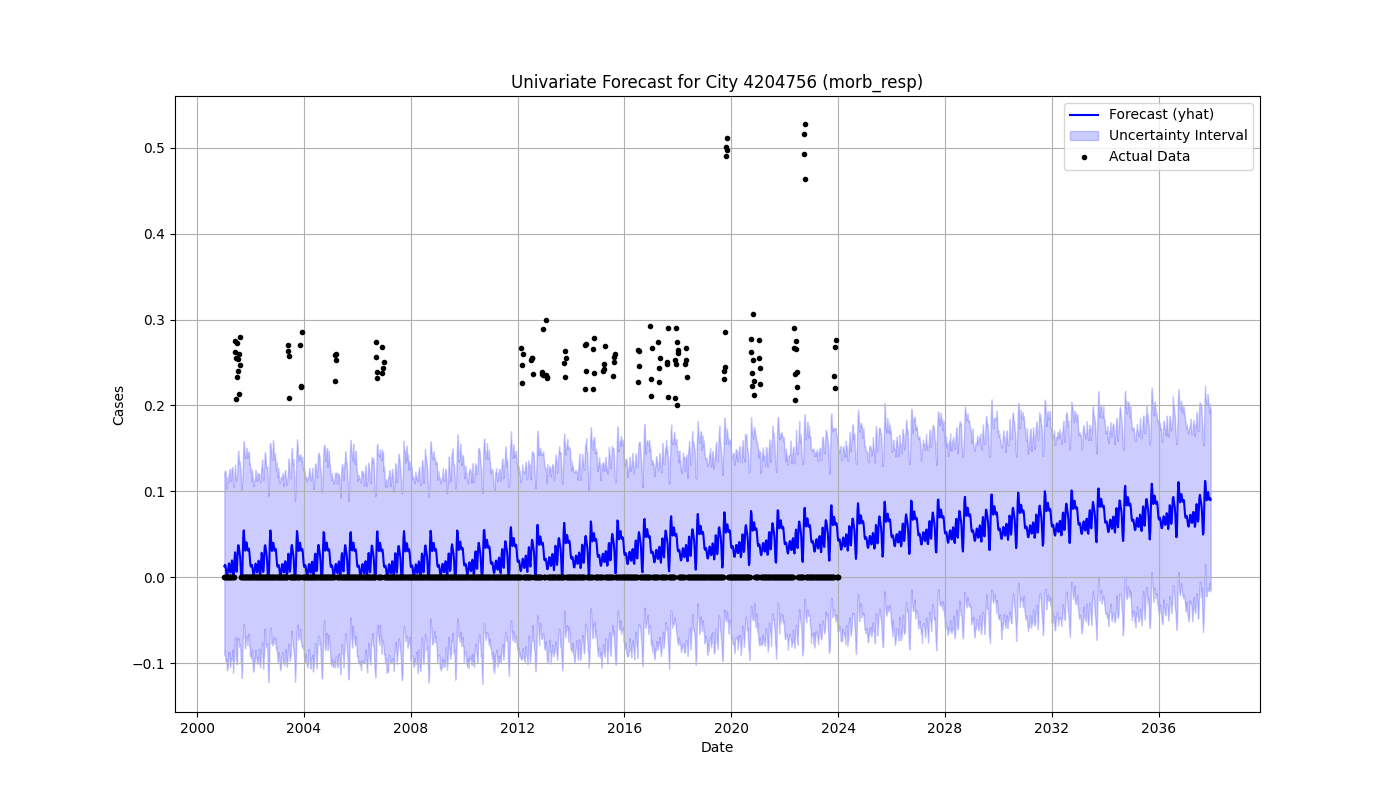 Univariate Forecast for City 4204756 (morb_resp)
Forecast (yhat)
Uncertainty Interval
Actual Data
Cases
0.5
0.4
0.3
0.2
0.1
0.0
−0.1
2000 2004 2008 2012 2016 2020 2024 2028 2032 2036
Date